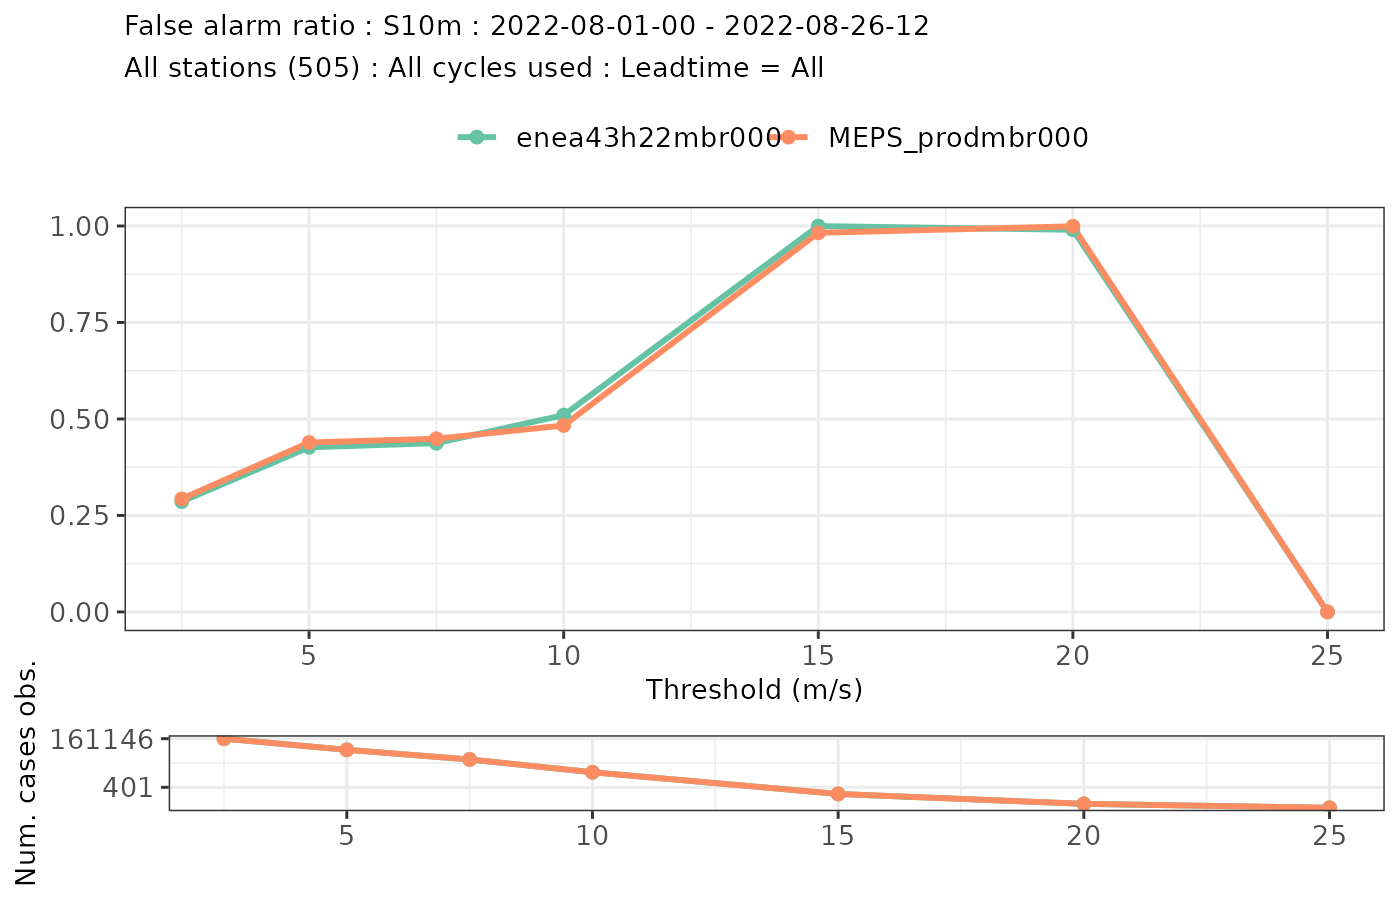 False alarm ratio : S10m : 2022-08-01-00 - 2022-08-26-12
All stations (505) : All cycles used : Leadtime = All
enea43h22mbr000 MEPS_prodmbr000
1.00
0.75
0.50
0.25
0.00
5 10 15 20 25
Threshold (m/s)
Num. cases obs.
161146
401
5 10 15 20 25